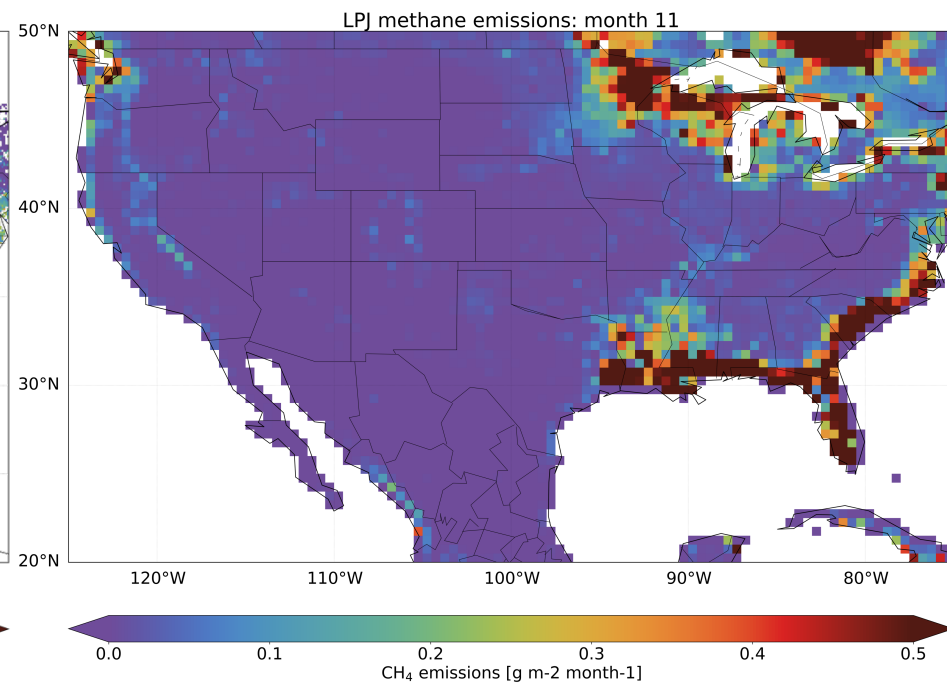 LPJ methane emissions: month 11
50°N
40°N
30°N
20°N
120°W 110°W 100°W 90°W 80°W
0.0 0.1 0.2 0.3 0.4 0.5
CH₄ emissions [g m-2 month-1]